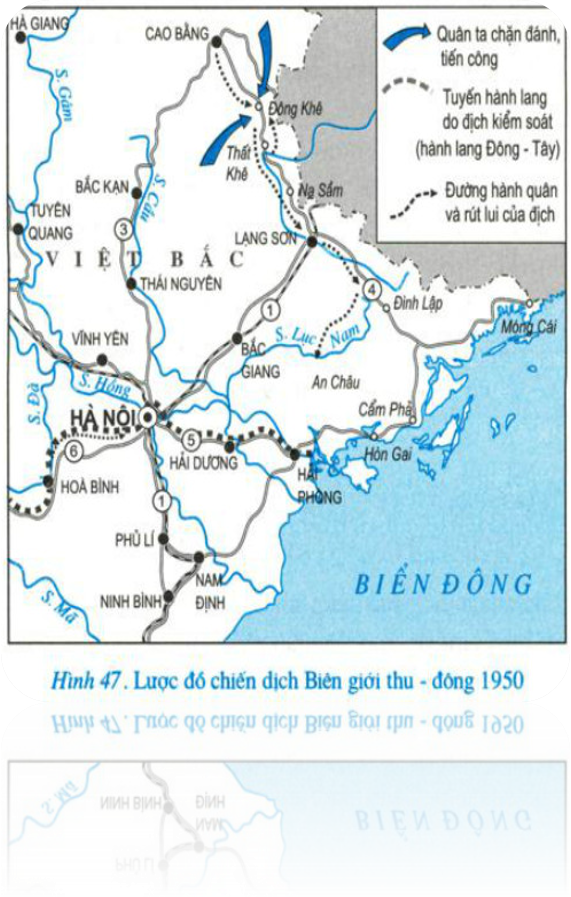 HÀ GIANG
CAO BẰNG
Quân ta chặn đánh,
tiến công
S. Gâm
Đông Khê
Tuyến hành lang
do địch kiểm soát
(hành lang Đông - Tây)
Thất
Khê
BẮC KẠN
S. Cầu
Na Sầm
Đường hành quân
và rút lui của địch
TUYÊN
QUANG
3
LẠNG SƠN
VIỆT BẮC
THÁI NGUYÊN
4
Đình Lập
1
Móng Cái
VĨNH YÊN
S. Lục Nam
BẮC
GIANG
S. Hồng
An Châu
S. Đà
Cẩm Phả
HÀ NỘI
5
6
HẢI DƯƠNG
Hòn Gai
HẢI
PHÒNG
HOÀ BÌNH
1
PHỦ LÍ
NAM
ĐỊNH
NINH BÌNH
S. Mã
BIỂN ĐÔNG
Hình 47. Lược đồ chiến dịch Biên giới thu - đông 1950